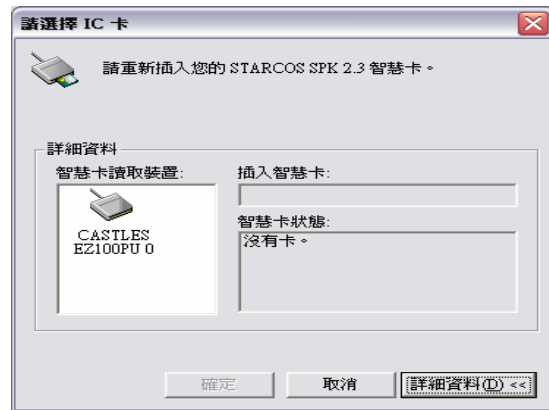 請選擇 IC 卡
請重新插入您的 STARCOS SPK 2.3 智慧卡。
詳細資料
智慧卡讀取裝置:
CASTLES
EZ100PU 0
插入智慧卡:
智慧卡狀態:
沒有卡。
確定
取消
詳細資料(D) <<